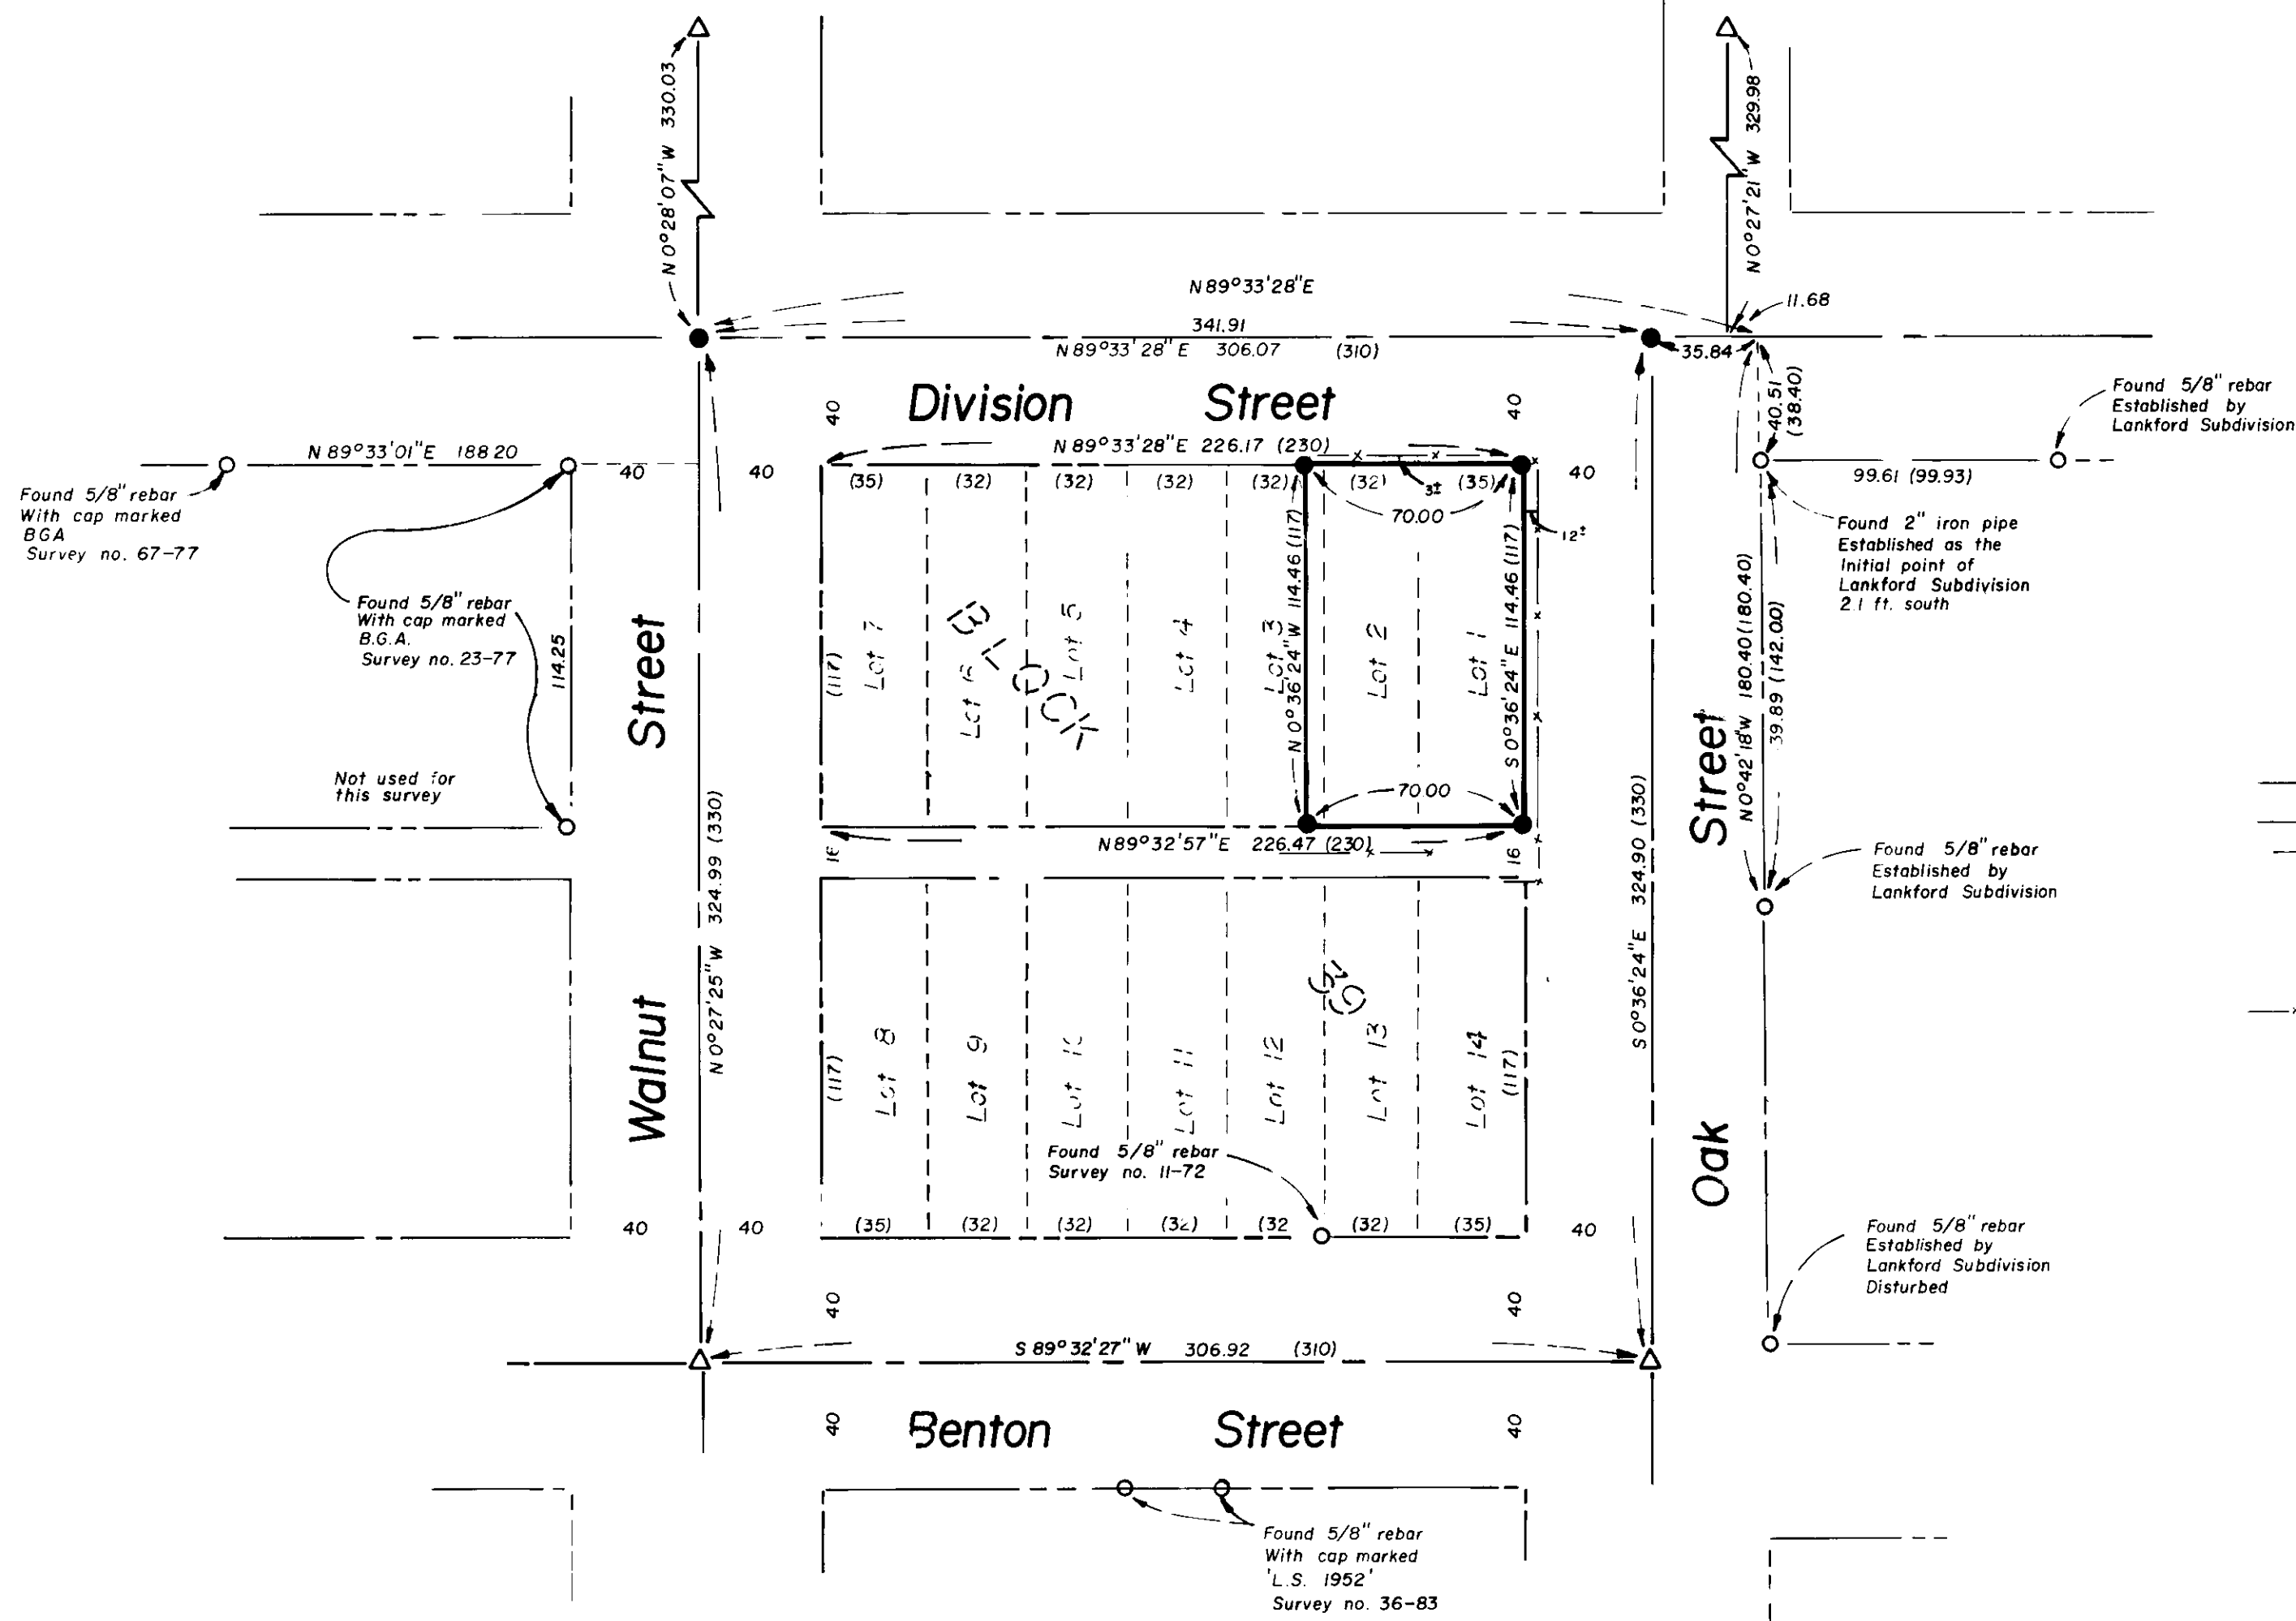 N 0°28'07"W 330.03
N 0°27'21"W 329.98
N 89°33'28"E
11.68
341.91
N 89°33'28"E 306.07 (310)
35.84
40.51
(38.40)
Found 5/8" rebar
Established by
Lankford Subdivision
40
Division Street
40
N 89°33'01"E 188.20
N 89°33'28"E 226.17 (230)
40
40
40
(35)
(32)
(32)
(32)
(32)
(32)
(35)
3±
99.61 (99.93)
Found 5/8" rebar
With cap marked
BGA
Survey no. 67-77
70.00
12±
Found 2" iron pipe
Established as the
Initial point of
Lankford Subdivision
2.1 ft. south
Found 5/8" rebar
With cap marked
B.G.A.
Survey no. 23-77
114.25
(117)
Lot 7
Lot 6
Lot 5
Lot 4
Lot 3
Lot 2
Lot 1
BLOCK
N 0°36'24"W 114.46 (117)
S 0°36'24"E 114.46 (117)
N 0°42'18"W 180.40 (180.40)
39.89 (142.00)
Not used for
this survey
70.00
N 89°32'57"E 226.47 (230)
16
16
Walnut Street
N 0°27'25"W 324.99 (330)
S 0°36'24"E 324.90 (330)
Oak Street
Found 5/8" rebar
Established by
Lankford Subdivision
(117)
Lot 8
Lot 9
Lot 10
Lot 11
Lot 12
Lot 13
Lot 14
(117)
Found 5/8" rebar
Survey no. 11-72
40
40
(35)
(32)
(32)
(32)
(32
(32)
(35)
40
Found 5/8" rebar
Established by
Lankford Subdivision
Disturbed
40
40
S 89°32'27"W 306.92 (310)
40
Benton Street
40
Found 5/8" rebar
With cap marked
'L.S. 1952'
Survey no. 36-83